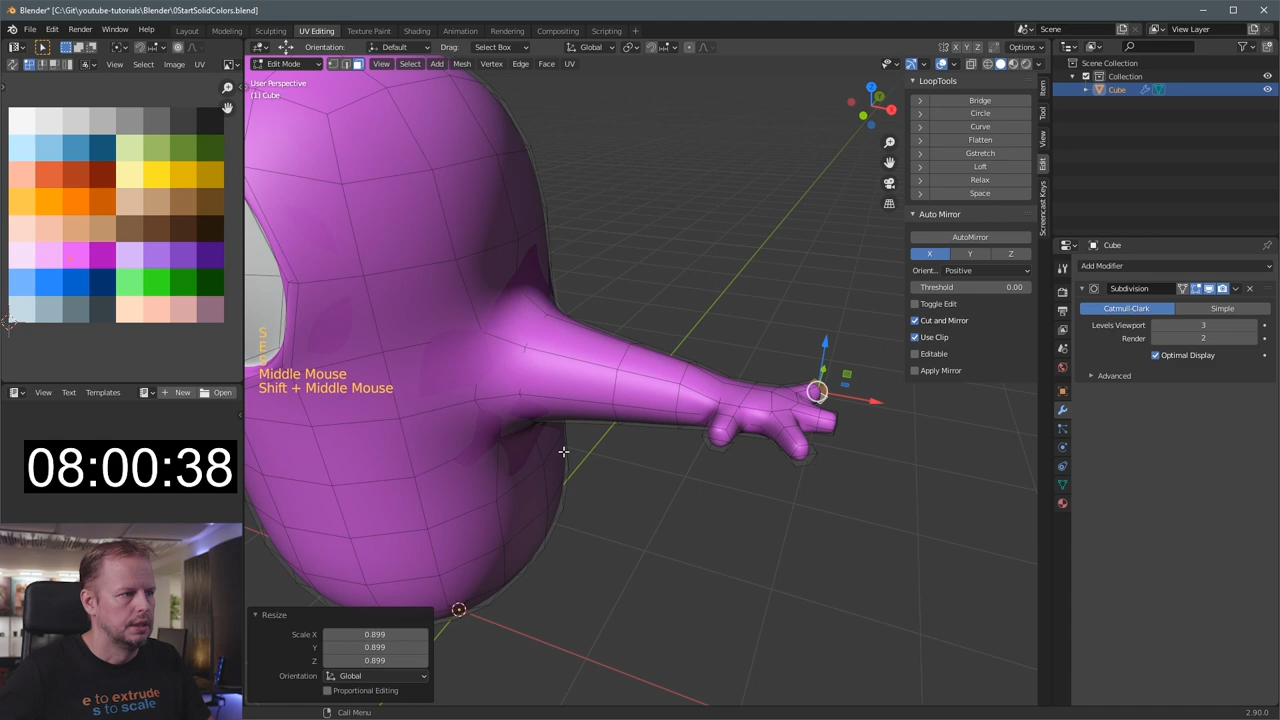 Blender* [C:\Git\youtube-tutorials\Blender\0StartSolidColors.blend]
File Edit Render Window Help Layout Modeling Sculpting UV Editing Texture Paint Shading Animation Rendering Compositing Scripting +
Scene View Layer
Orientation: Default Drag: Select Box Global X Y Z Options
View Select Image UV Edit Mode View Select Add Mesh Vertex Edge Face UV
User Perspective
(1) Cube
Scene Collection
Collection
Cube
LoopTools
Bridge
Circle
Curve
Flatten
Gstretch
Loft
Relax
Space
Item
Tool
View
Edit
Screencast Keys
Auto Mirror
AutoMirror
X Y Z
Orient.. Positive
Threshold 0.00
Toggle Edit
Cut and Mirror
Use Clip
Editable
Apply Mirror
Cube
Add Modifier
Subdivision
Catmull-Clark Simple
Levels Viewport 3
Render 2
Optimal Display
Advanced
S
E
S
Middle Mouse
Shift + Middle Mouse
View Text Templates New Open
08:00:38
e to extrude
s to scale
Resize
Scale X 0.899
Y 0.899
Z 0.899
Orientation Global
Proportional Editing
Call Menu
2.90.0